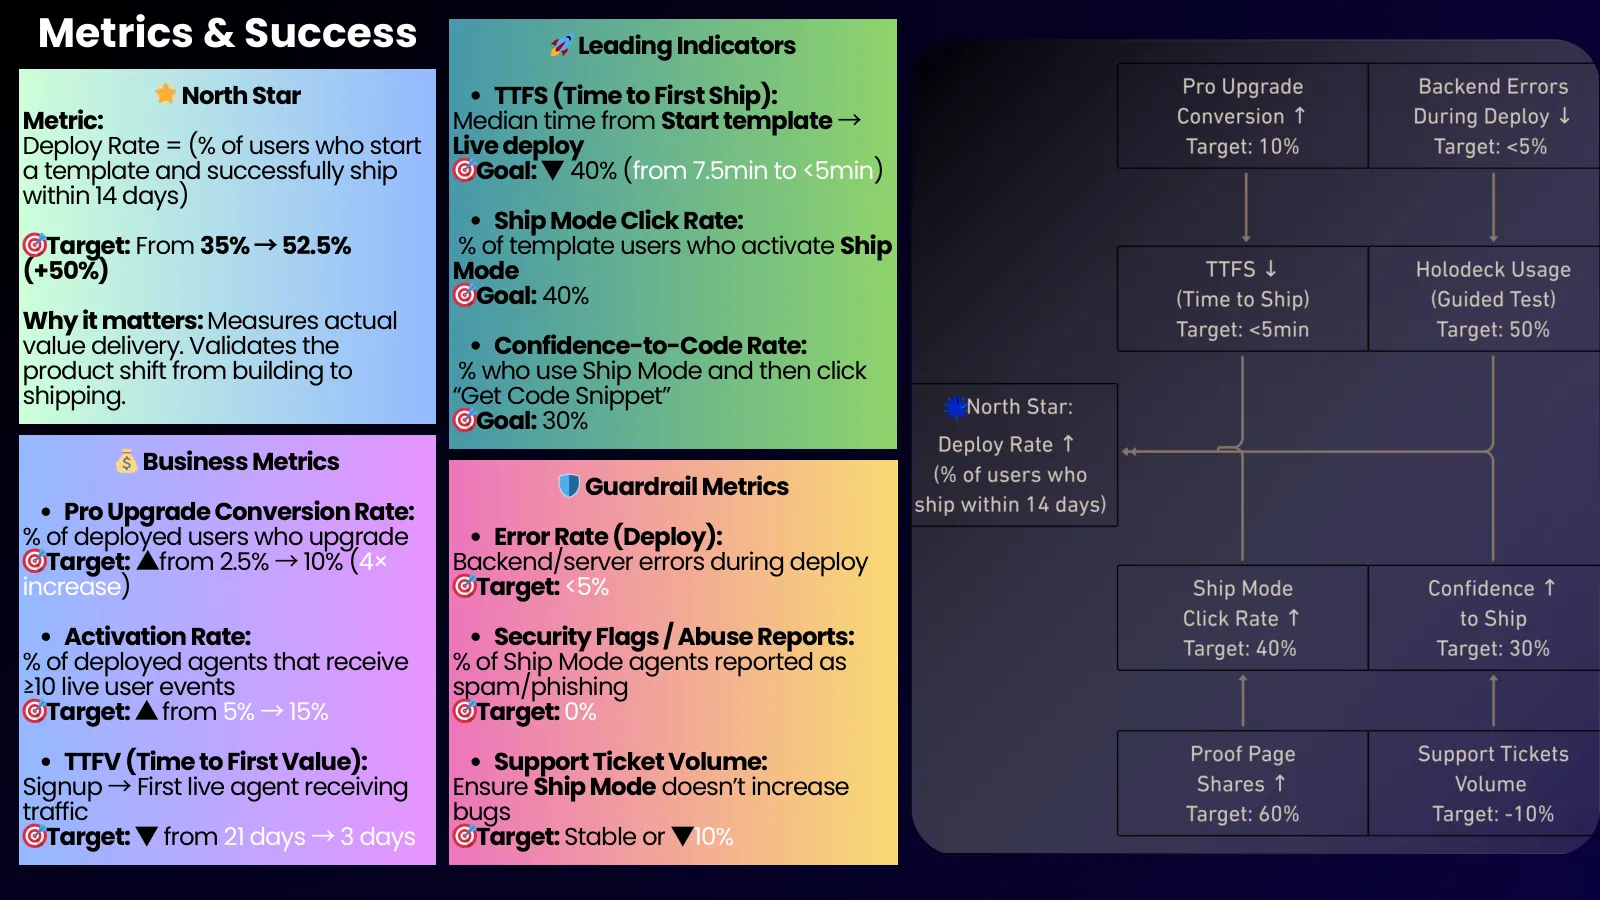 Metrics & Success
⭐ North Star
Metric:
Deploy Rate = (% of users who start
a template and successfully ship
within 14 days)
🎯Target: From 35% → 52.5%
(+50%)
Why it matters: Measures actual
value delivery. Validates the
product shift from building to
shipping.
💰 Business Metrics
• Pro Upgrade Conversion Rate:
% of deployed users who upgrade
🎯Target: ▲from 2.5% → 10% (4×
increase)
• Activation Rate:
% of deployed agents that receive
≥10 live user events
🎯Target: ▲ from 5% → 15%
• TTFV (Time to First Value):
Signup → First live agent receiving
traffic
🎯Target: ▼ from 21 days → 3 days
🚀 Leading Indicators
• TTFS (Time to First Ship):
Median time from Start template →
Live deploy
🎯Goal: ▼ 40% (from 7.5min to <5min)
• Ship Mode Click Rate:
% of template users who activate Ship
Mode
🎯Goal: 40%
• Confidence-to-Code Rate:
% who use Ship Mode and then click
“Get Code Snippet”
🎯Goal: 30%
🛡️ Guardrail Metrics
• Error Rate (Deploy):
Backend/server errors during deploy
🎯Target: <5%
• Security Flags / Abuse Reports:
% of Ship Mode agents reported as
spam/phishing
🎯Target: 0%
• Support Ticket Volume:
Ensure Ship Mode doesn’t increase
bugs
🎯Target: Stable or ▼10%
Pro Upgrade
Conversion ↑
Target: 10%
Backend Errors
During Deploy ↓
Target: <5%
TTFS ↓
(Time to Ship)
Target: <5min
Holodeck Usage
(Guided Test)
Target: 50%
North Star:
Deploy Rate ↑
(% of users who
ship within 14 days)
Ship Mode
Click Rate ↑
Target: 40%
Confidence ↑
to Ship
Target: 30%
Proof Page
Shares ↑
Target: 60%
Support Tickets
Volume
Target: -10%